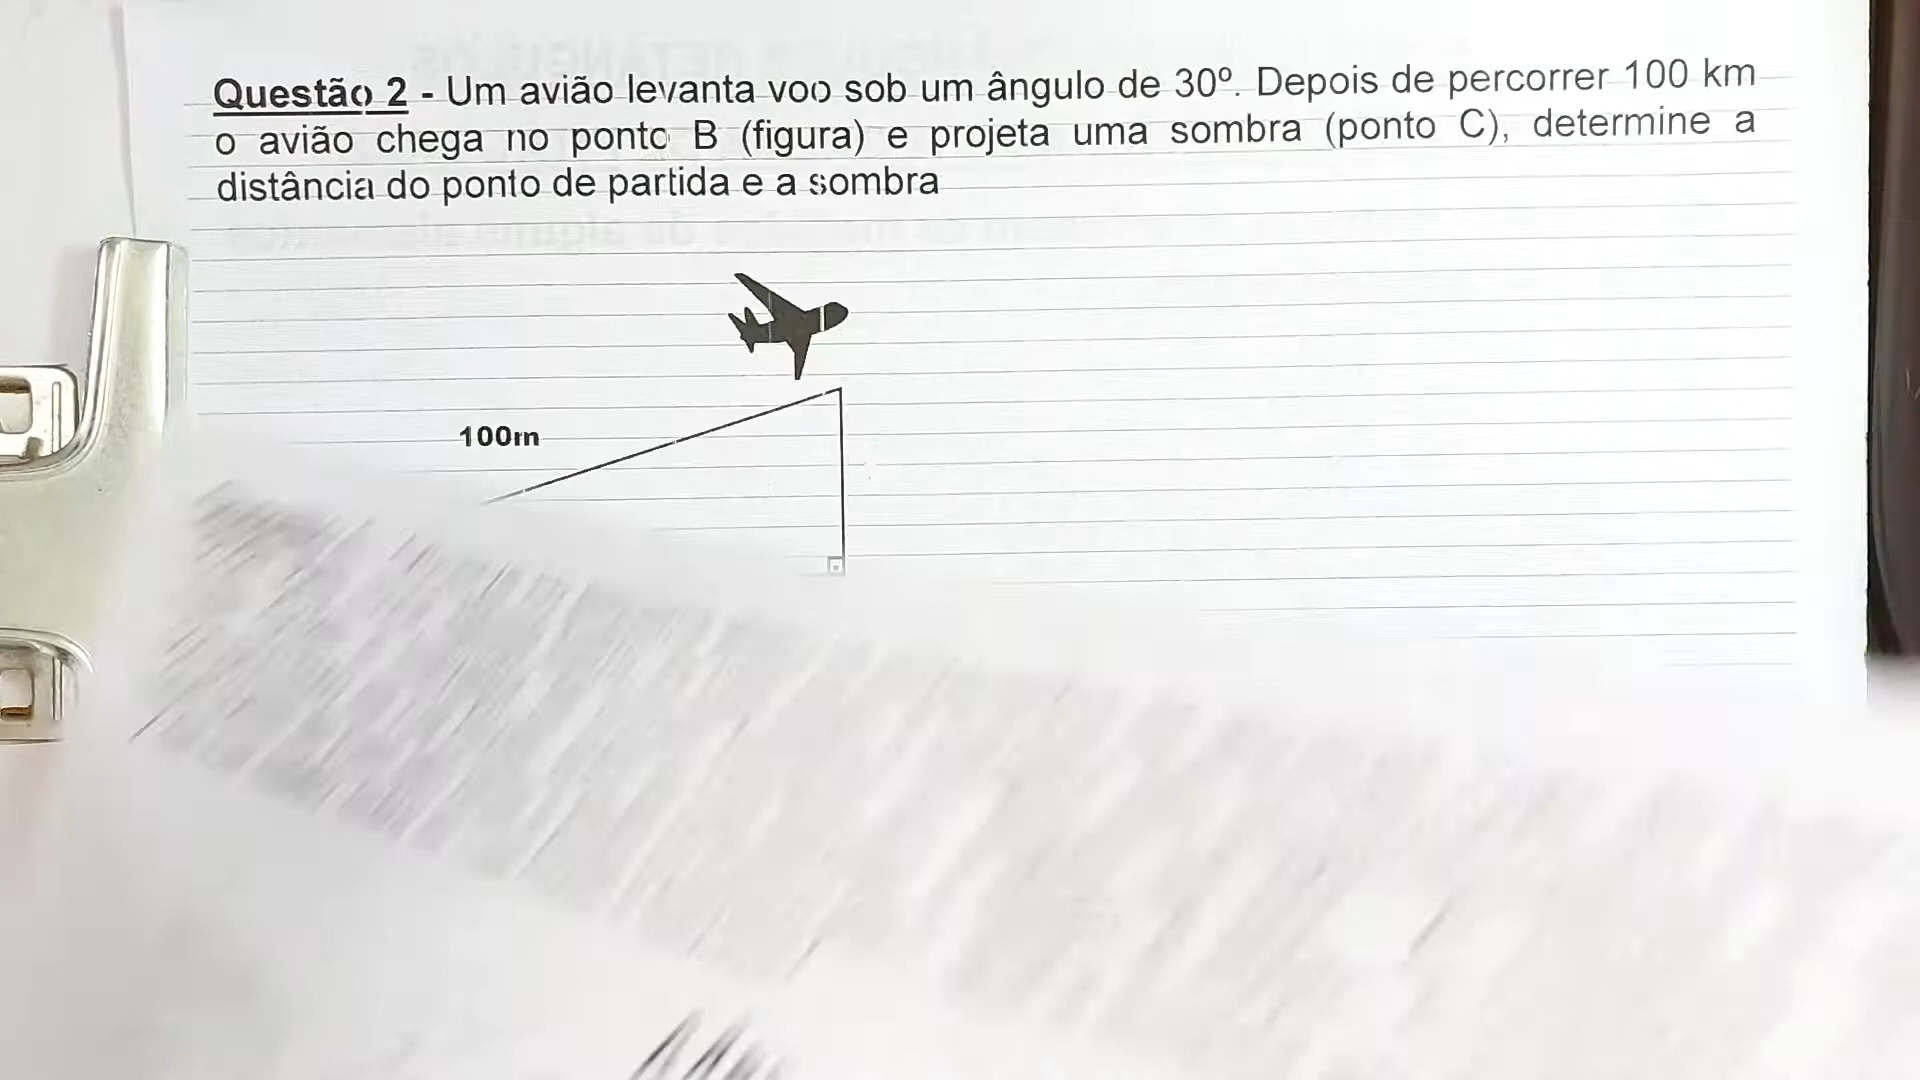 Questão 2 - Um avião levanta voo sob um ângulo de 30º. Depois de percorrer 100 km
o avião chega no ponto B (figura) e projeta uma sombra (ponto C), determine a
distância do ponto de partida e a sombra
100m